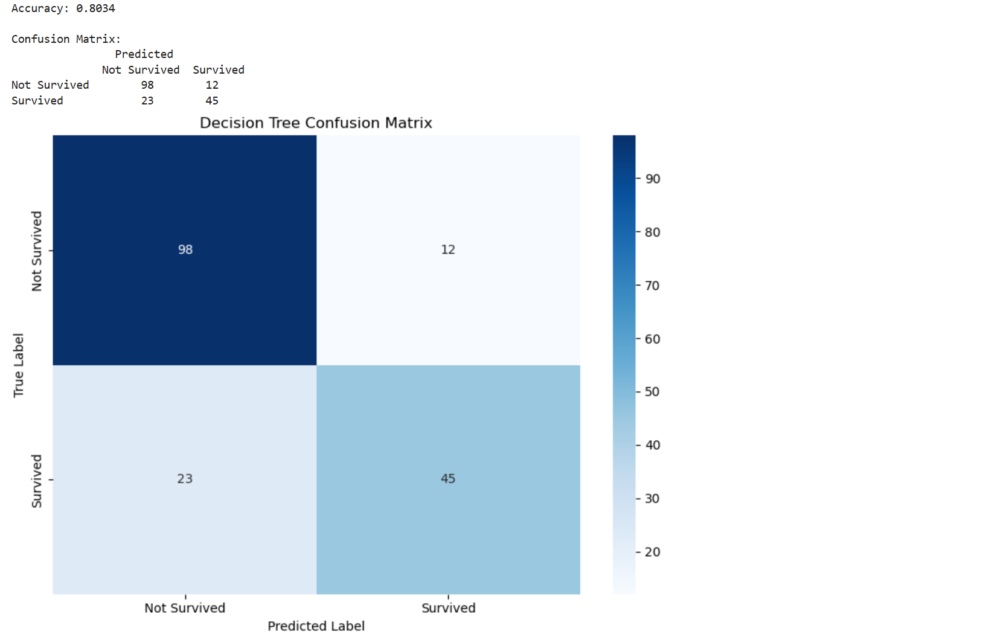 Accuracy: 0.8034
Confusion Matrix:
Predicted
Not Survived Survived
Not Survived 98 12
Survived 23 45
Decision Tree Confusion Matrix
98 12
23 45
Not Survived
Survived
True Label
Not Survived Survived
Predicted Label
90
80
70
60
50
40
30
20